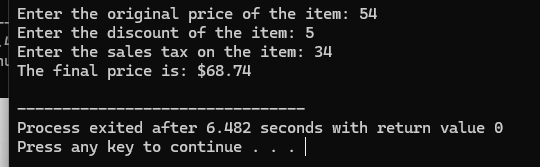 Enter the original price of the item: 54
Enter the discount of the item: 5
Enter the sales tax on the item: 34
The final price is: $68.74
--------------------------------
Process exited after 6.482 seconds with return value 0
Press any key to continue . . .